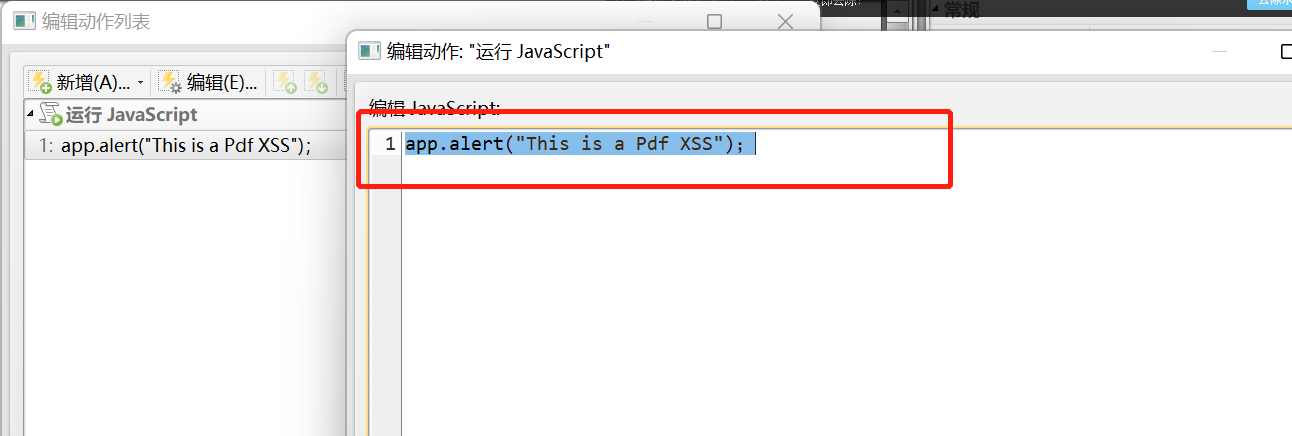 编辑动作列表
常规
编辑动作: "运行 JavaScript"
新增(A)...
编辑(E)...
编辑 JavaScript:
运行 JavaScript
1: app.alert("This is a Pdf XSS");
1 app.alert("This is a Pdf XSS");